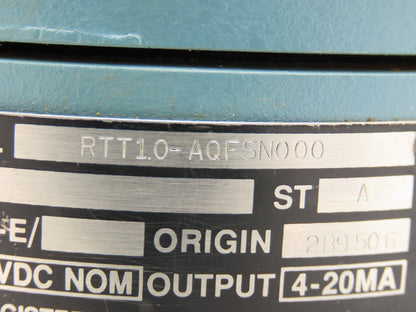 RTT10-AQFSN000
ST A
-E/ ORIGIN 2B9506
VDC NOM OUTPUT 4-20MA